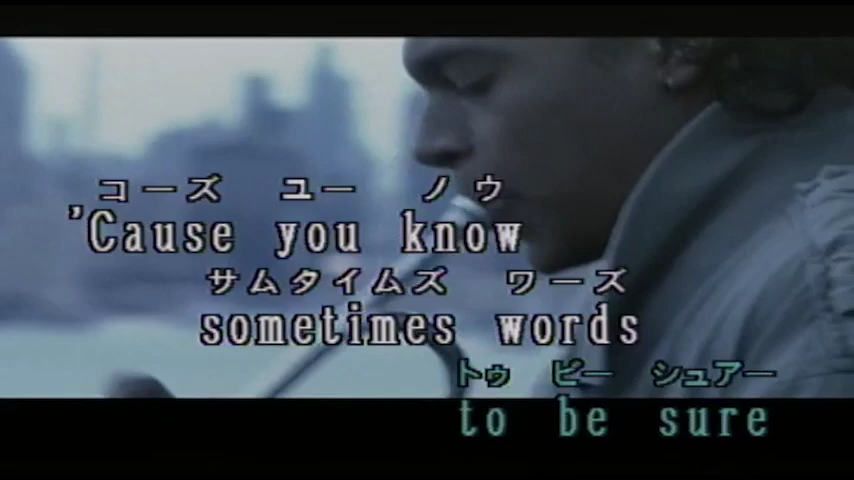 コーズ ユー ノウ
'Cause you know
サムタイムズ ワーズ
sometimes words
トゥ ビー シュアー
to be sure